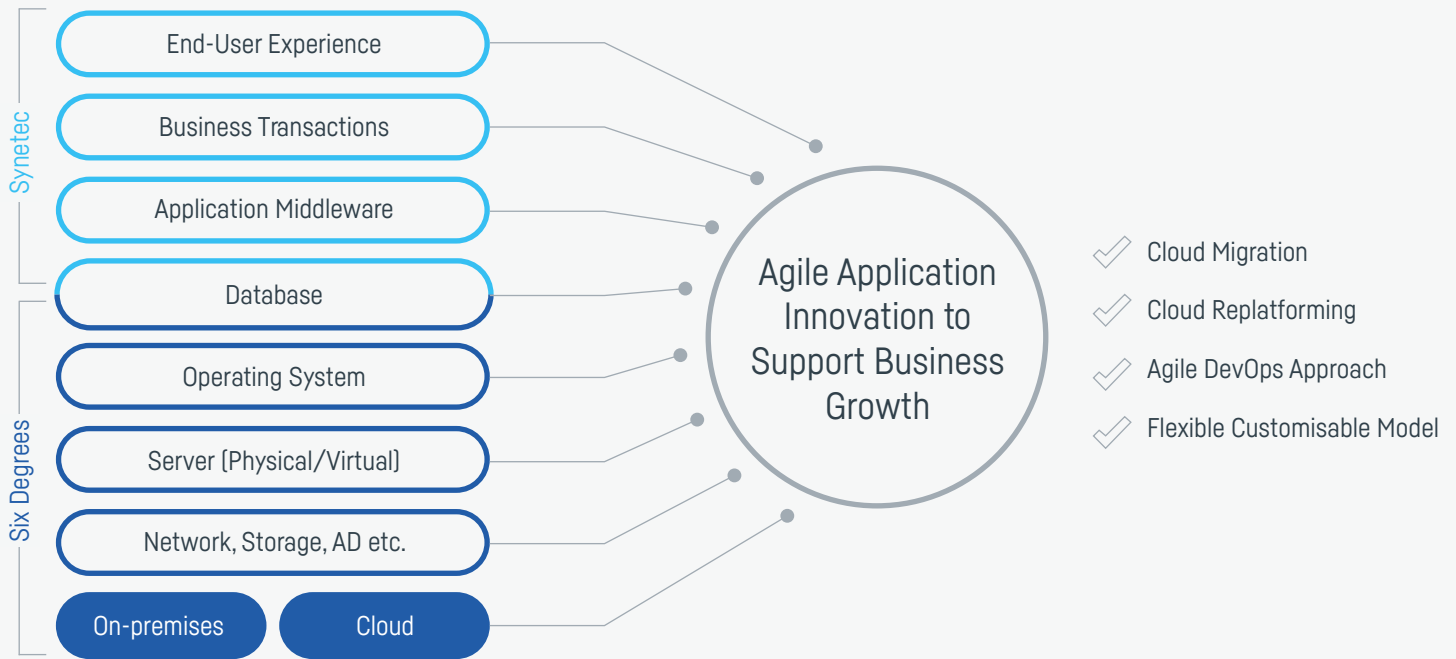 Synetec
End-User Experience
Business Transactions
Application Middleware
Database
Six Degrees
Operating System
Server (Physical/Virtual)
Network, Storage, AD etc.
On-premises
Cloud
Agile Application
Innovation to
Support Business
Growth
Cloud Migration
Cloud Replatforming
Agile DevOps Approach
Flexible Customisable Model